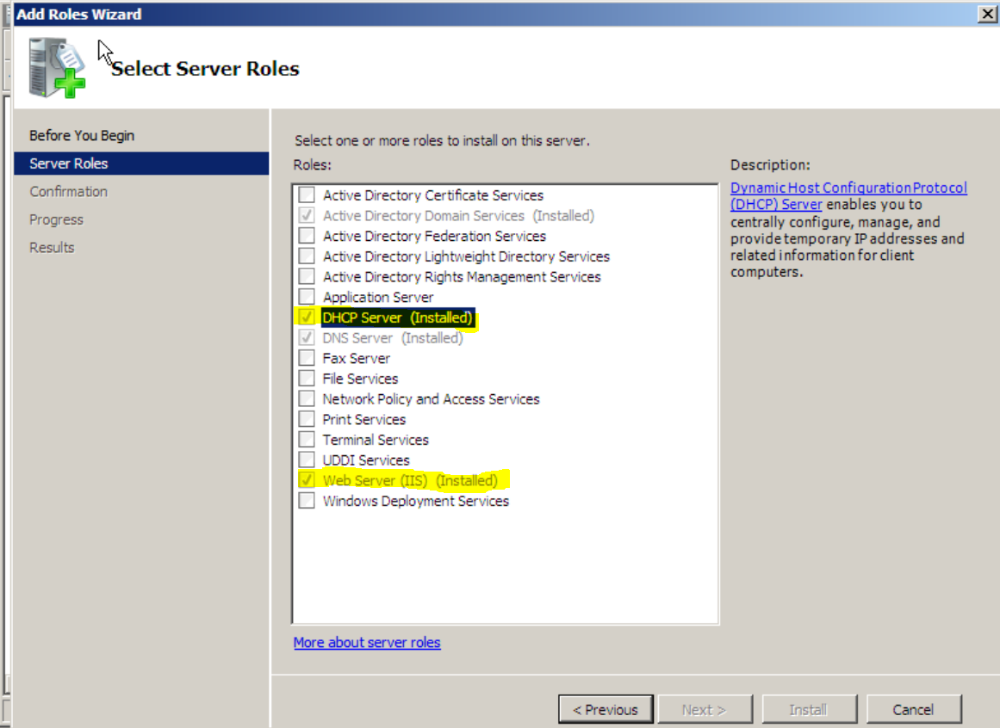 Add Roles Wizard
Select Server Roles
Before You Begin
Server Roles
Confirmation
Progress
Results
Select one or more roles to install on this server.
Roles:
Active Directory Certificate Services
Active Directory Domain Services (Installed)
Active Directory Federation Services
Active Directory Lightweight Directory Services
Active Directory Rights Management Services
Application Server
DHCP Server (Installed)
DNS Server (Installed)
Fax Server
File Services
Network Policy and Access Services
Print Services
Terminal Services
UDDI Services
Web Server (IIS) (Installed)
Windows Deployment Services
More about server roles
Description:
Dynamic Host Configuration Protocol
(DHCP) Server enables you to
centrally configure, manage, and
provide temporary IP addresses and
related information for client
computers.
< Previous
Next >
Install
Cancel